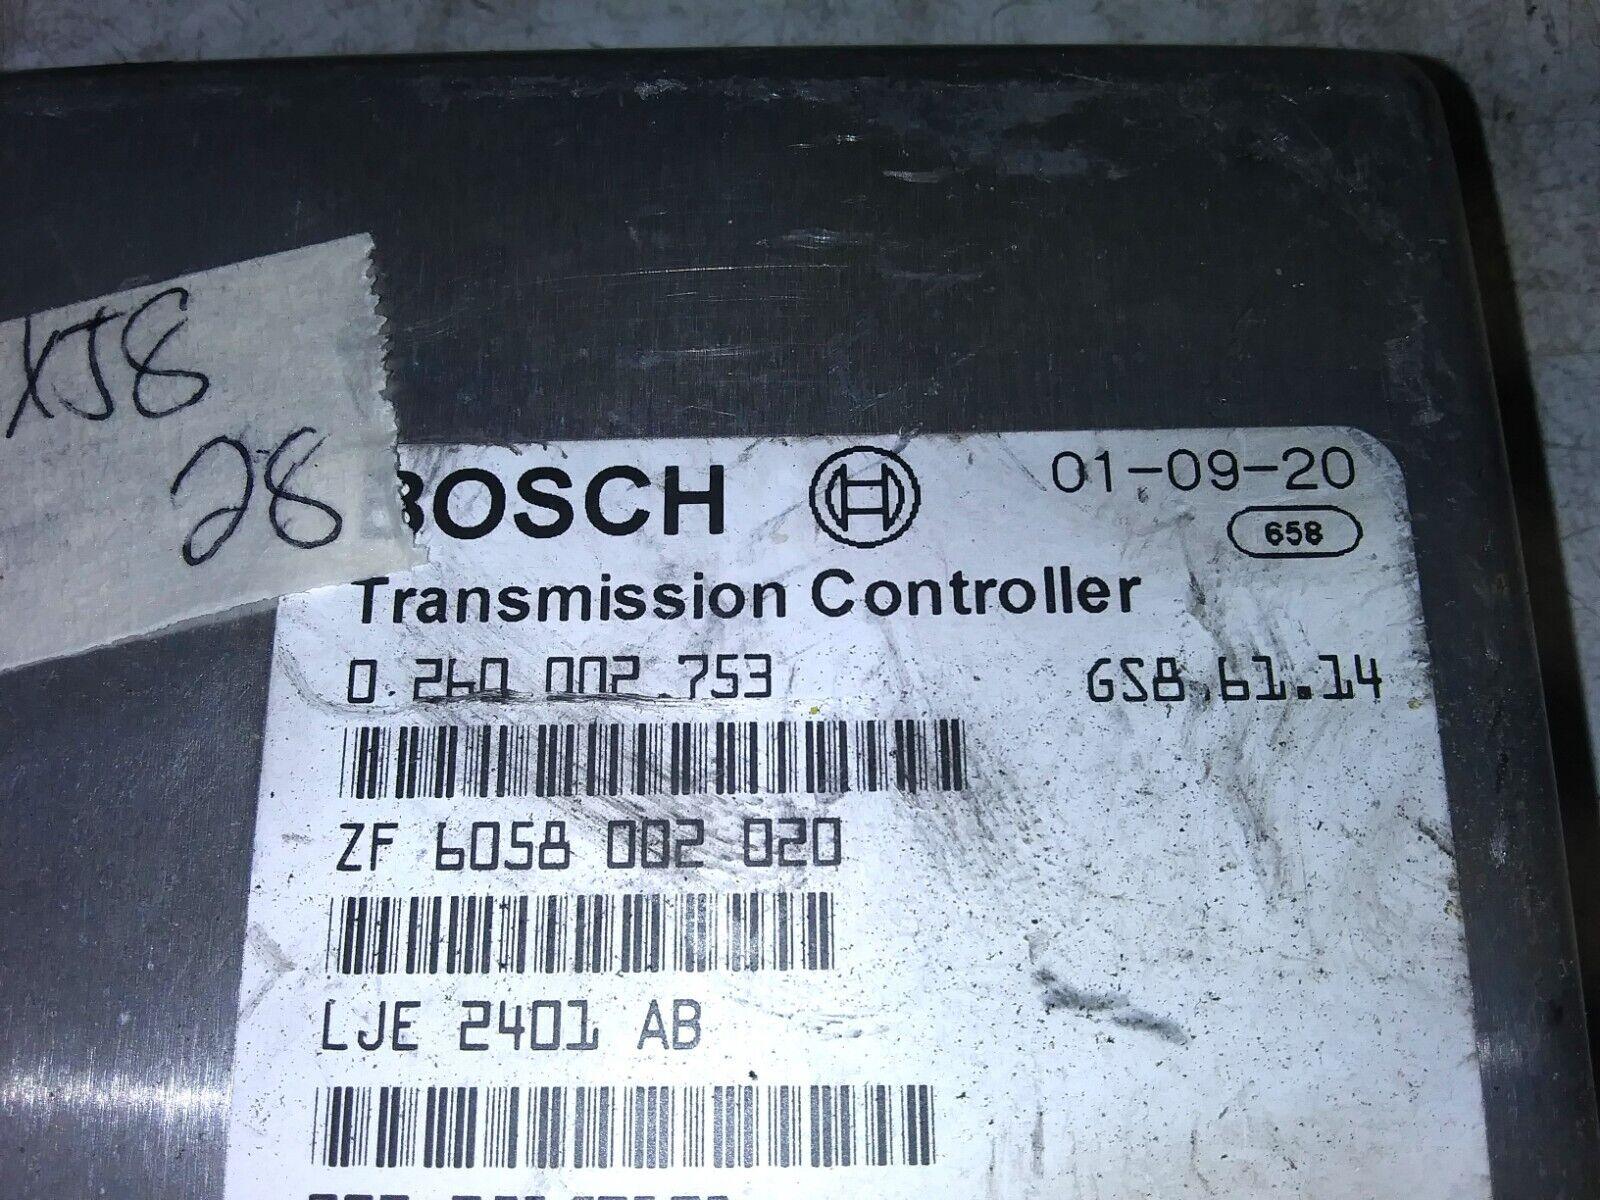 XJ8
28
BOSCH 01-09-20
658
Transmission Controller
0 260 002 753 GS8.61.14
ZF 6058 002 020
LJE 2401 AB